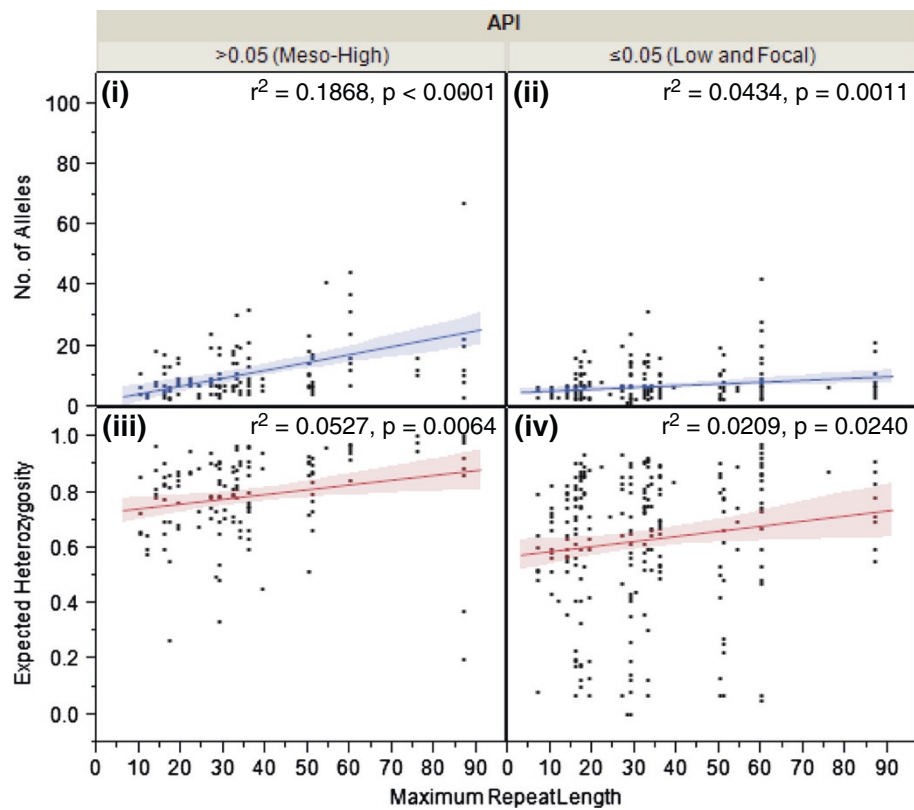 API
>0.05 (Meso-High) ≤0.05 (Low and Focal)
(i) r² = 0.1868, p < 0.0001
(ii) r² = 0.0434, p = 0.0011
No. of Alleles
100
80
60
40
20
0
(iii) r² = 0.0527, p = 0.0064
(iv) r² = 0.0209, p = 0.0240
Expected Heterozygosity
1.0
0.8
0.6
0.4
0.2
0.0
0 10 20 30 40 50 60 70 80 90 0 10 20 30 40 50 60 70 80 90
Maximum RepeatLength